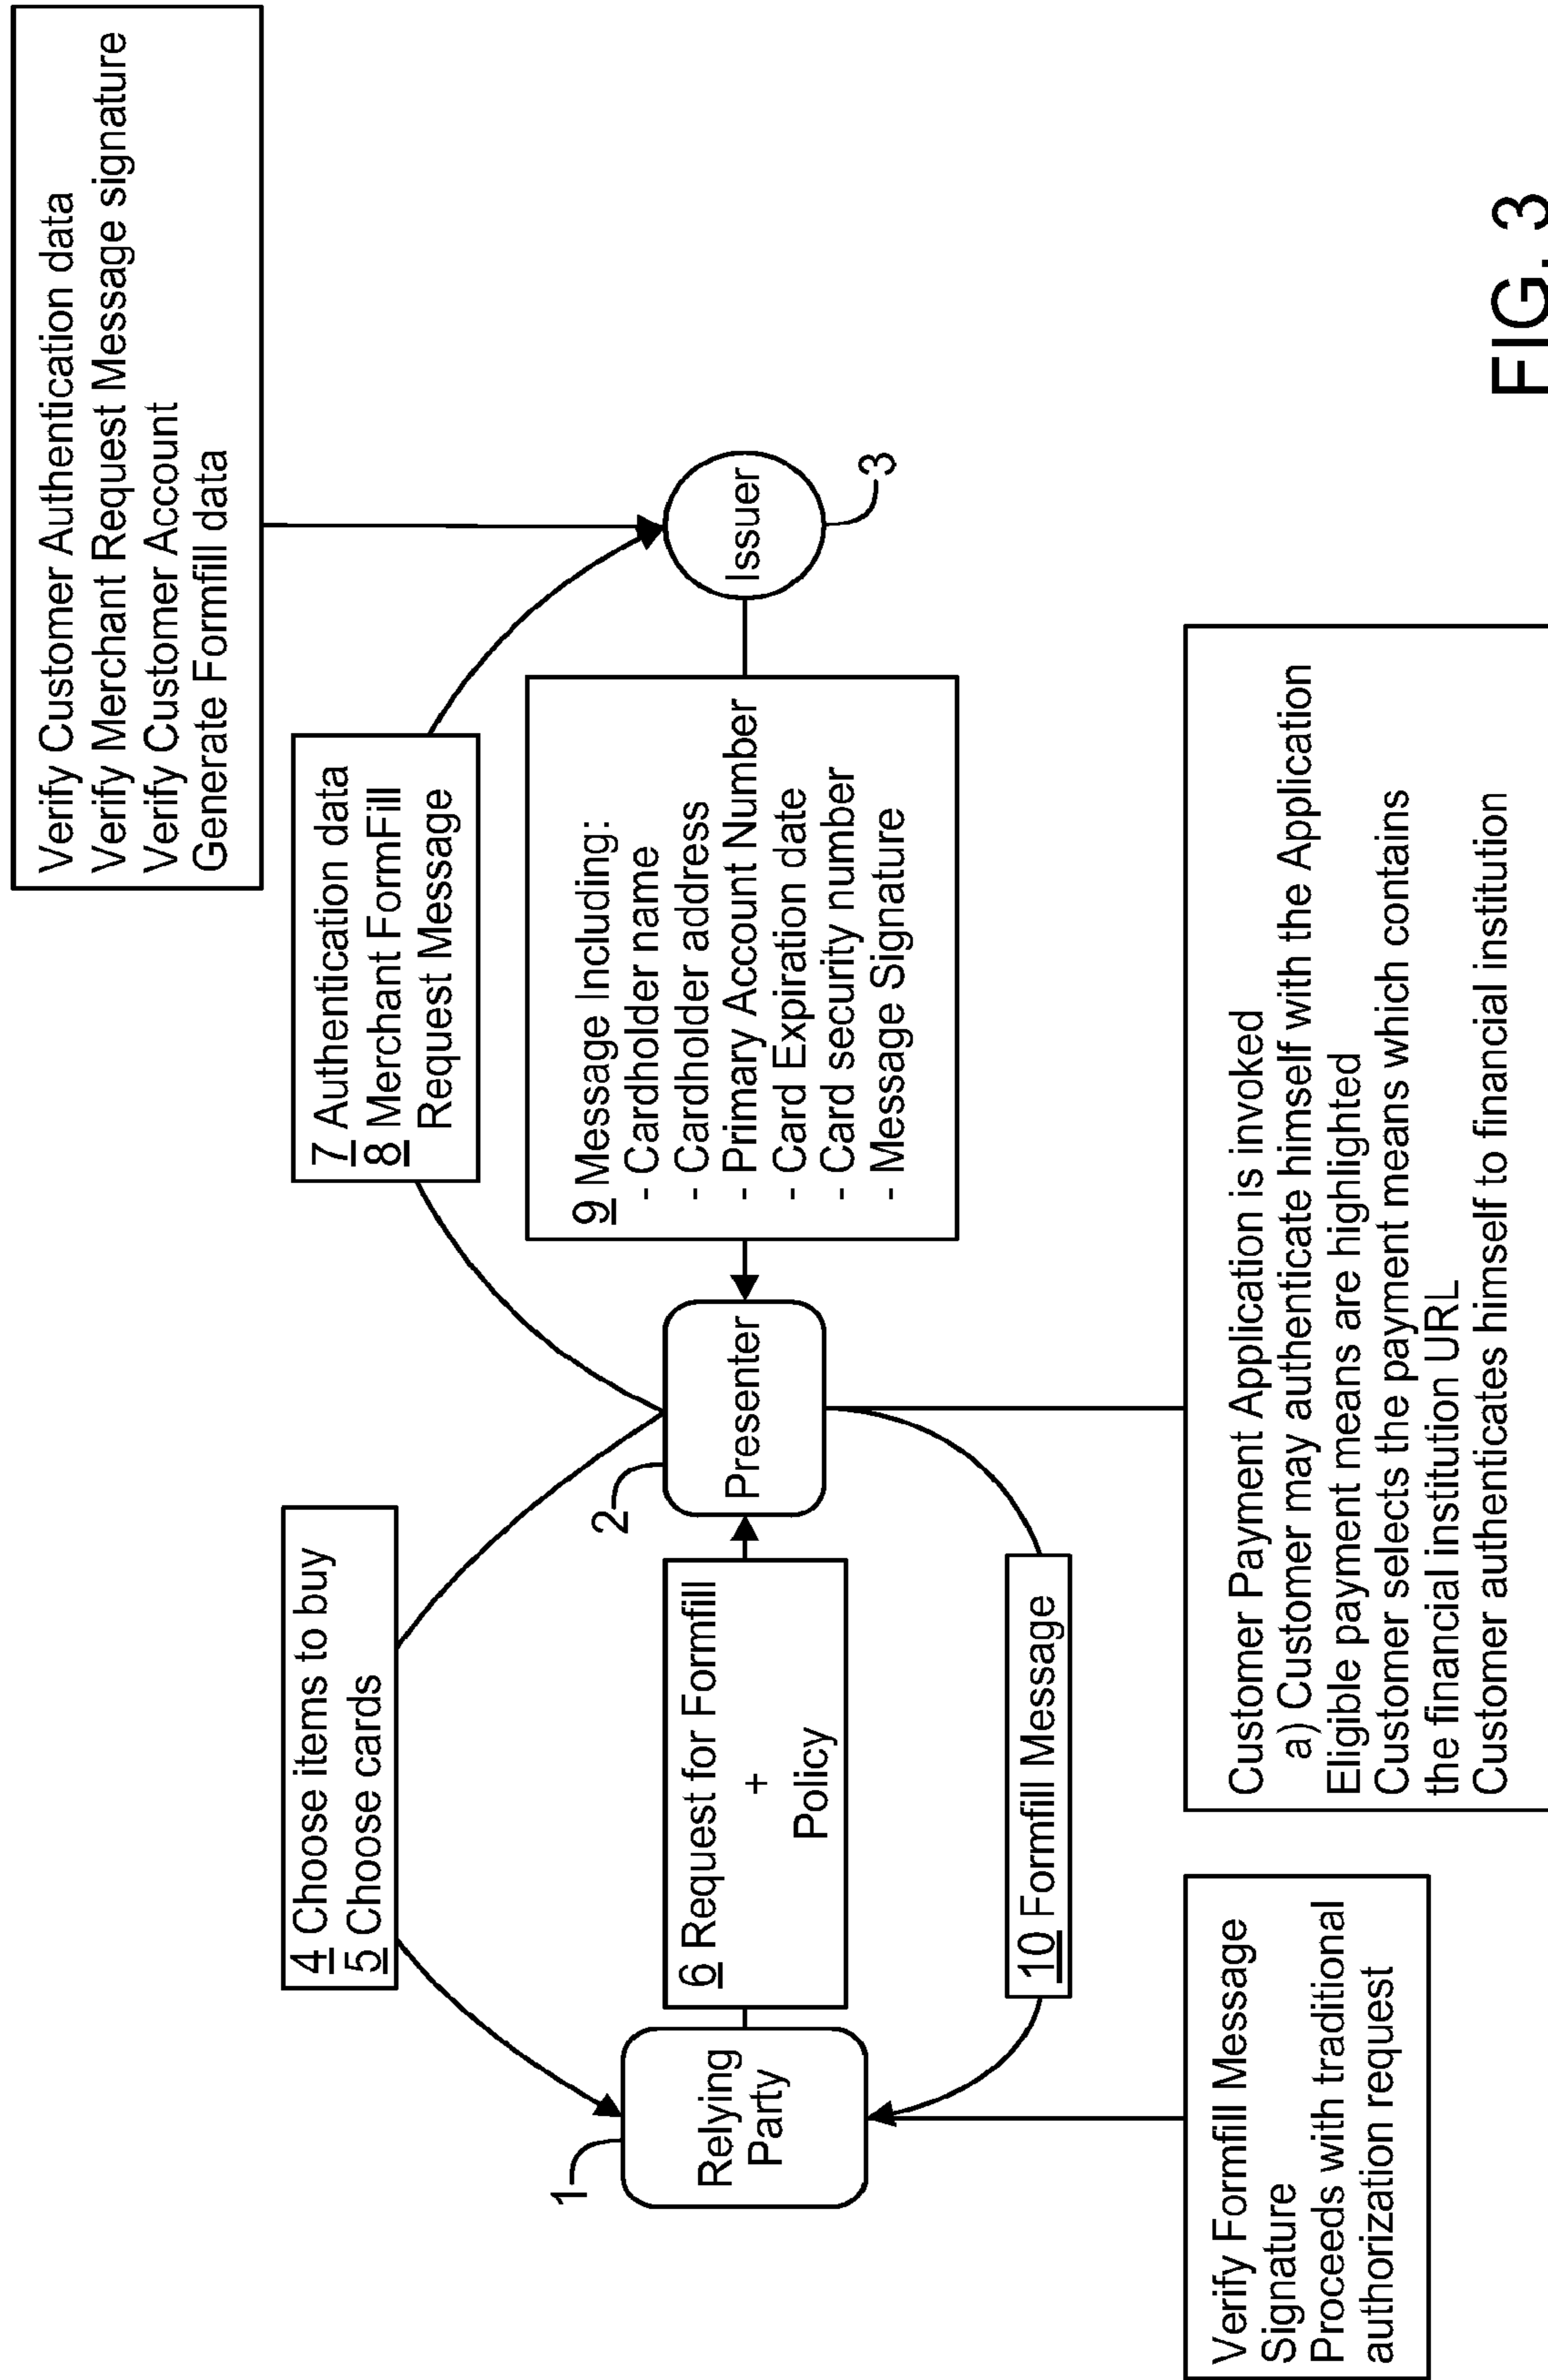 Verify Customer Authentication data
Verify Merchant Request Message signature
Verify Customer Account
Generate Formfill data
4 Choose items to buy
5 Choose cards
7 Authentication data
8 Merchant FormFill
Request Message
1
Relying
Party
6 Request for Formfill
+
Policy
2
Presenter
9 Message Including:
- Cardholder name
- Cardholder address
- Primary Account Number
- Card Expiration date
- Card security number
- Message Signature
Issuer
3
10 Formfill Message
Verify Formfill Message
Signature
Proceeds with traditional
authorization request
Customer Payment Application is invoked
a) Customer may authenticate himself with the Application
Eligible payment means are highlighted
Customer selects the payment means which contains
the financial institution URL
Customer authenticates himself to financial institution
FIG. 3